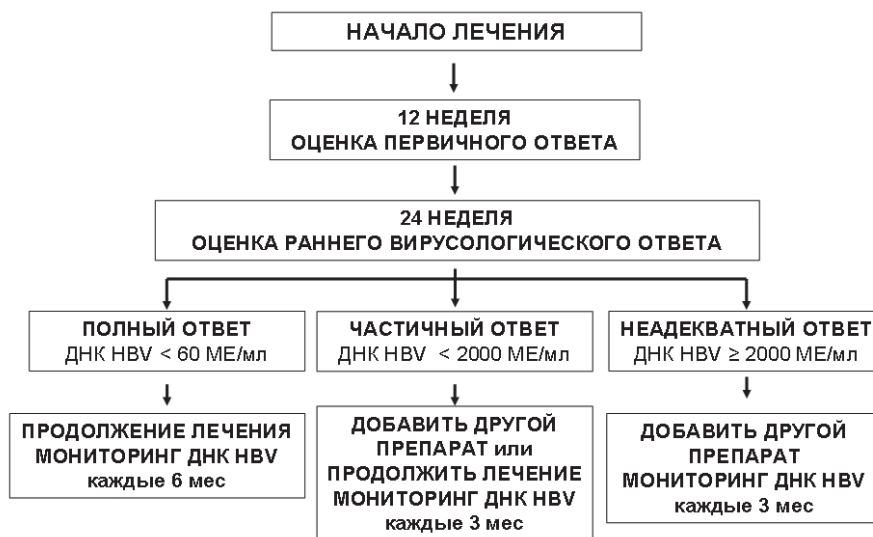 НАЧАЛО ЛЕЧЕНИЯ
12 НЕДЕЛЯ
ОЦЕНКА ПЕРВИЧНОГО ОТВЕТА
24 НЕДЕЛЯ
ОЦЕНКА РАННЕГО ВИРУСОЛОГИЧЕСКОГО ОТВЕТА
ПОЛНЫЙ ОТВЕТ
ДНК HBV < 60 МЕ/мл
ЧАСТИЧНЫЙ ОТВЕТ
ДНК HBV < 2000 МЕ/мл
НЕАДЕКВАТНЫЙ ОТВЕТ
ДНК HBV ≥ 2000 МЕ/мл
ПРОДОЛЖЕНИЕ ЛЕЧЕНИЯ
МОНИТОРИНГ ДНК HBV
каждые 6 мес
ДОБАВИТЬ ДРУГОЙ
ПРЕПАРАТ или
ПРОДОЛЖИТЬ ЛЕЧЕНИЕ
МОНИТОРИНГ ДНК HBV
каждые 3 мес
ДОБАВИТЬ ДРУГОЙ
ПРЕПАРАТ
МОНИТОРИНГ ДНК HBV
каждые 3 мес